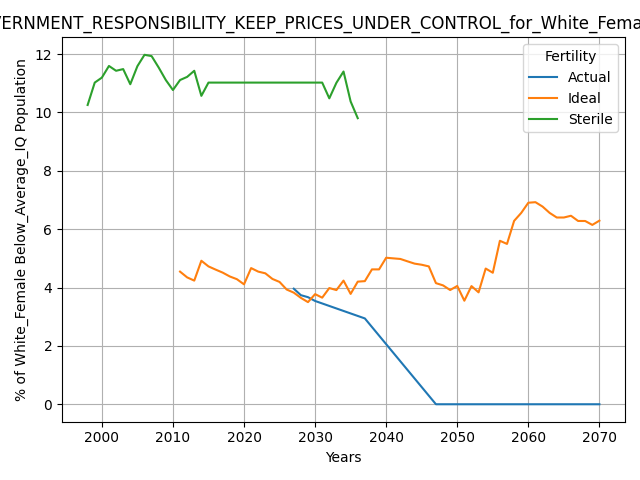 VERNMENT_RESPONSIBILITY_KEEP_PRICES_UNDER_CONTROL_for_White_Fema
Fertility
Actual
Ideal
Sterile
% of White_Female Below_Average_IQ Population
12
10
8
6
4
2
0
2000 2010 2020 2030 2040 2050 2060 2070
Years